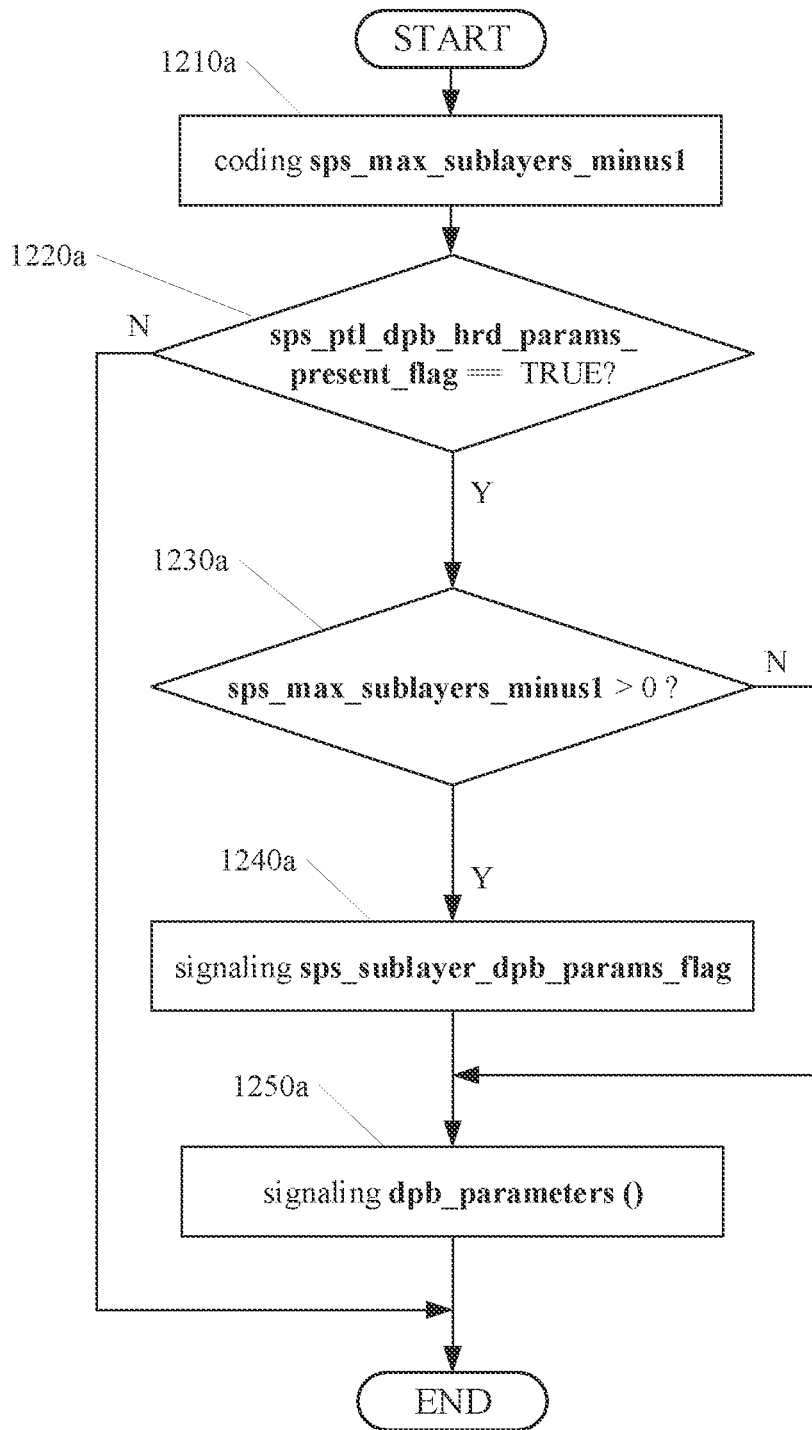 START
1210a
coding sps_max_sublayers_minus1
1220a
N
sps_ptl_dpb_hrd_params_
present_flag == TRUE?
Y
1230a
N
sps_max_sublayers_minus1 > 0 ?
1240a
Y
signaling sps_sublayer_dpb_params_flag
1250a
signaling dpb_parameters ()
END